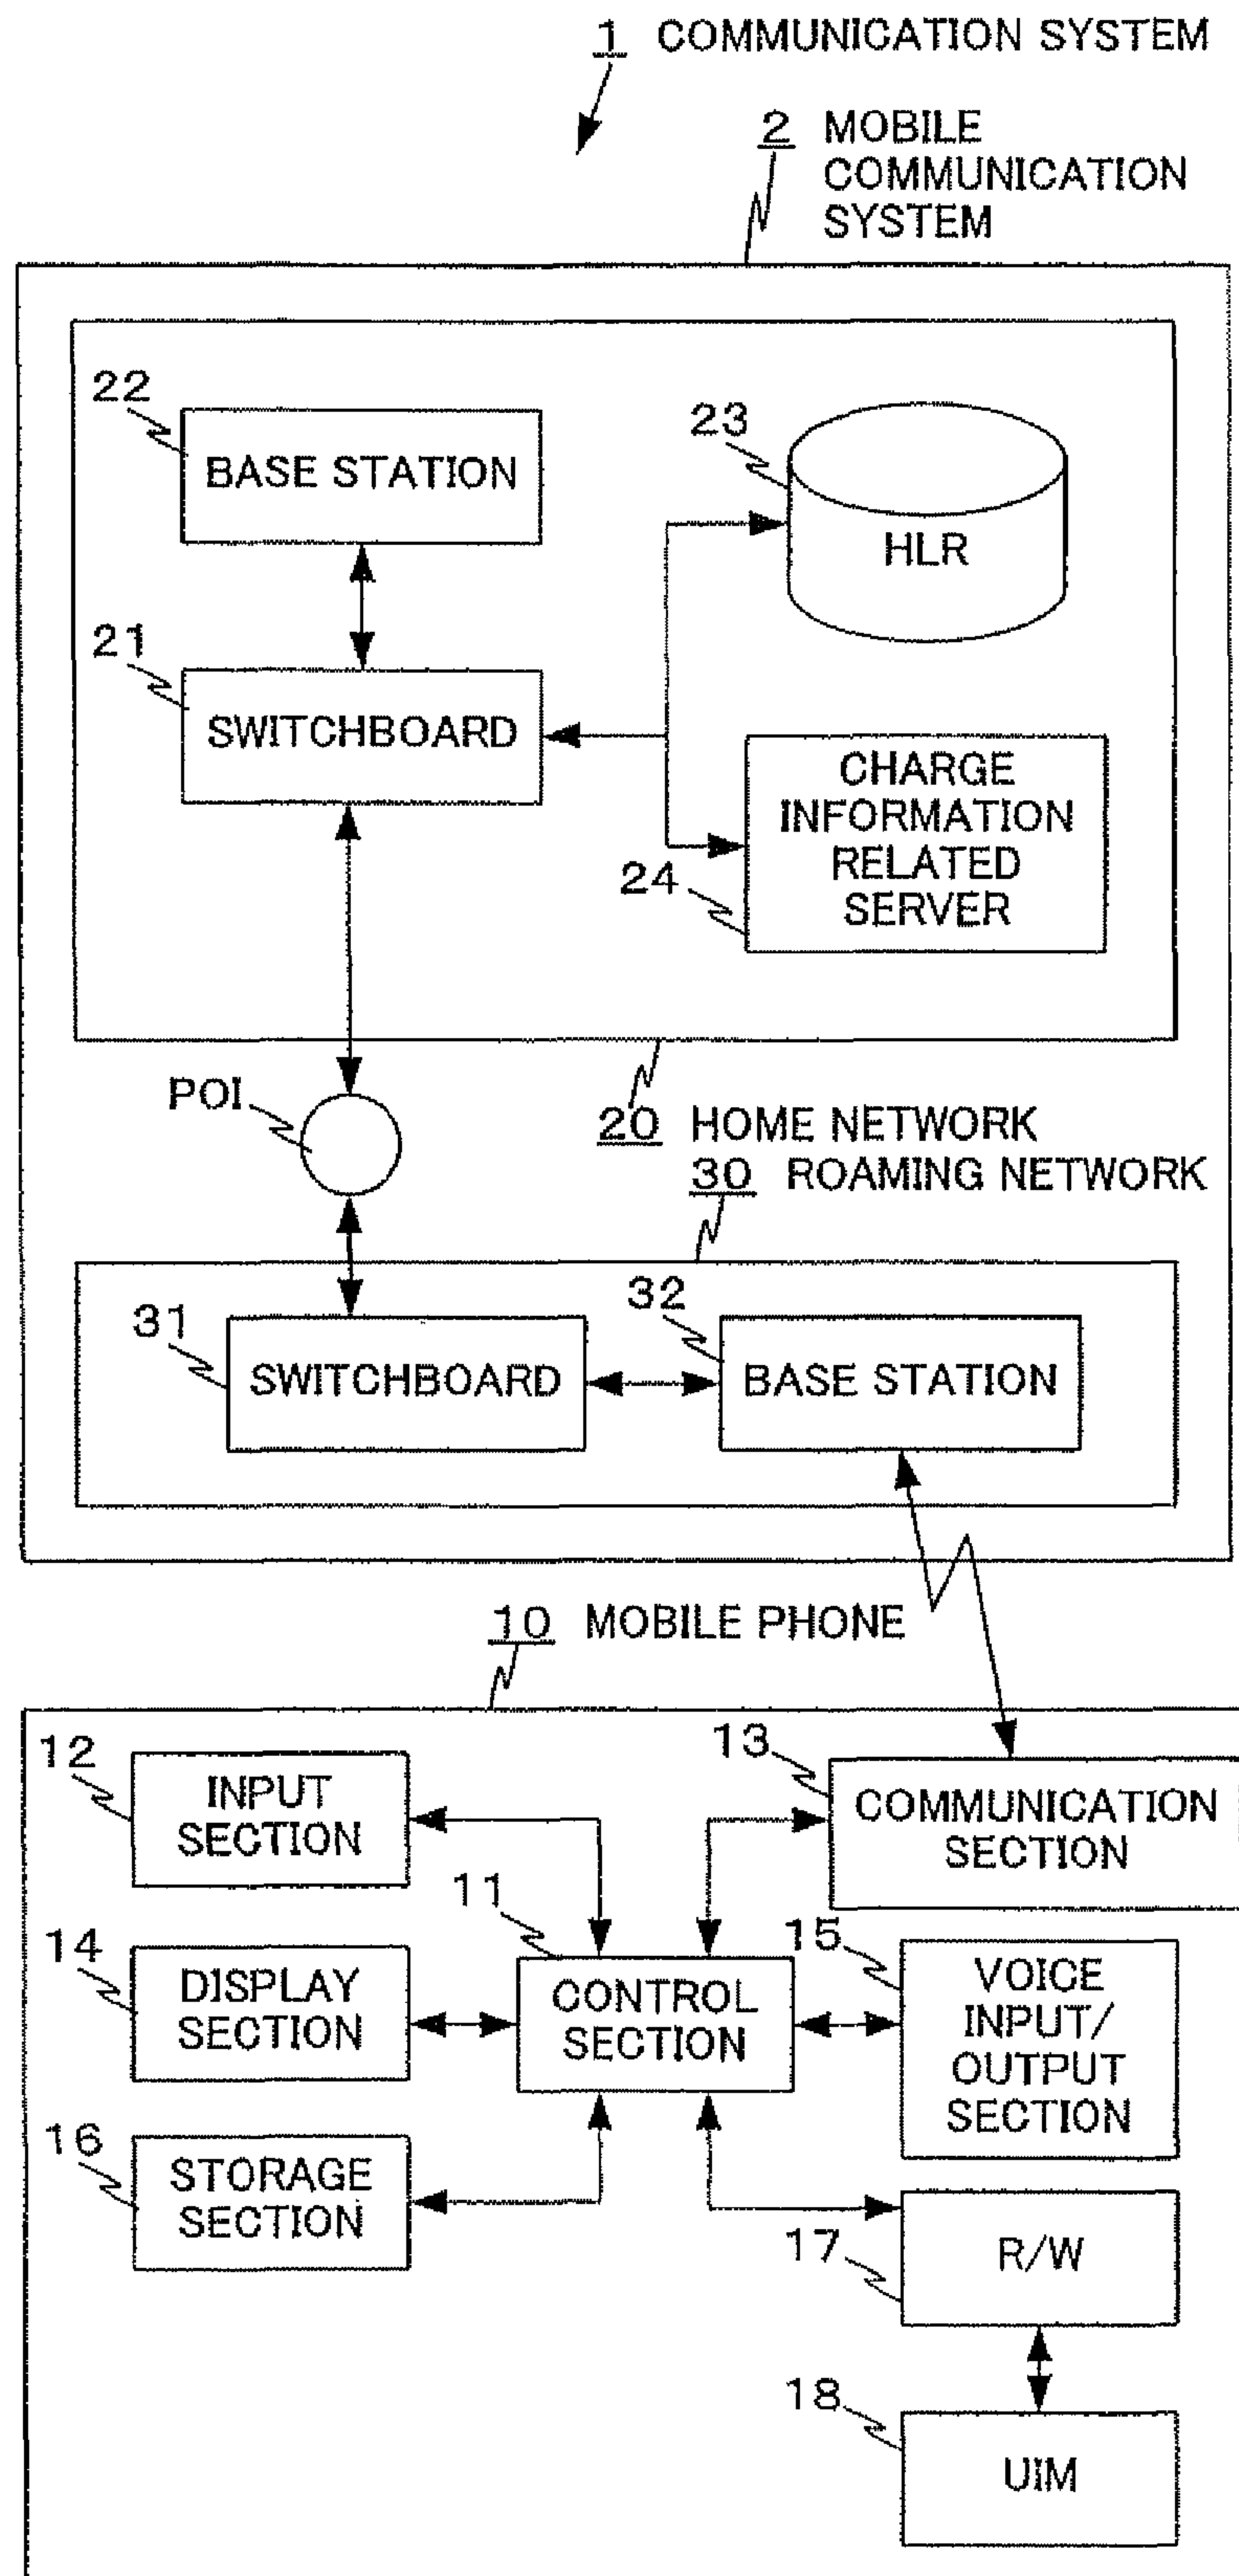 1 COMMUNICATION SYSTEM
2 MOBILE
COMMUNICATION
SYSTEM
22
BASE STATION
23
HLR
21
SWITCHBOARD
CHARGE
INFORMATION
RELATED
SERVER
24
POI
20 HOME NETWORK
30 ROAMING NETWORK
31
SWITCHBOARD
32
BASE STATION
10 MOBILE PHONE
12
INPUT
SECTION
13
COMMUNICATION
SECTION
11
CONTROL
SECTION
14
DISPLAY
SECTION
15
VOICE
INPUT/
OUTPUT
SECTION
16
STORAGE
SECTION
17
R/W
18
UIM